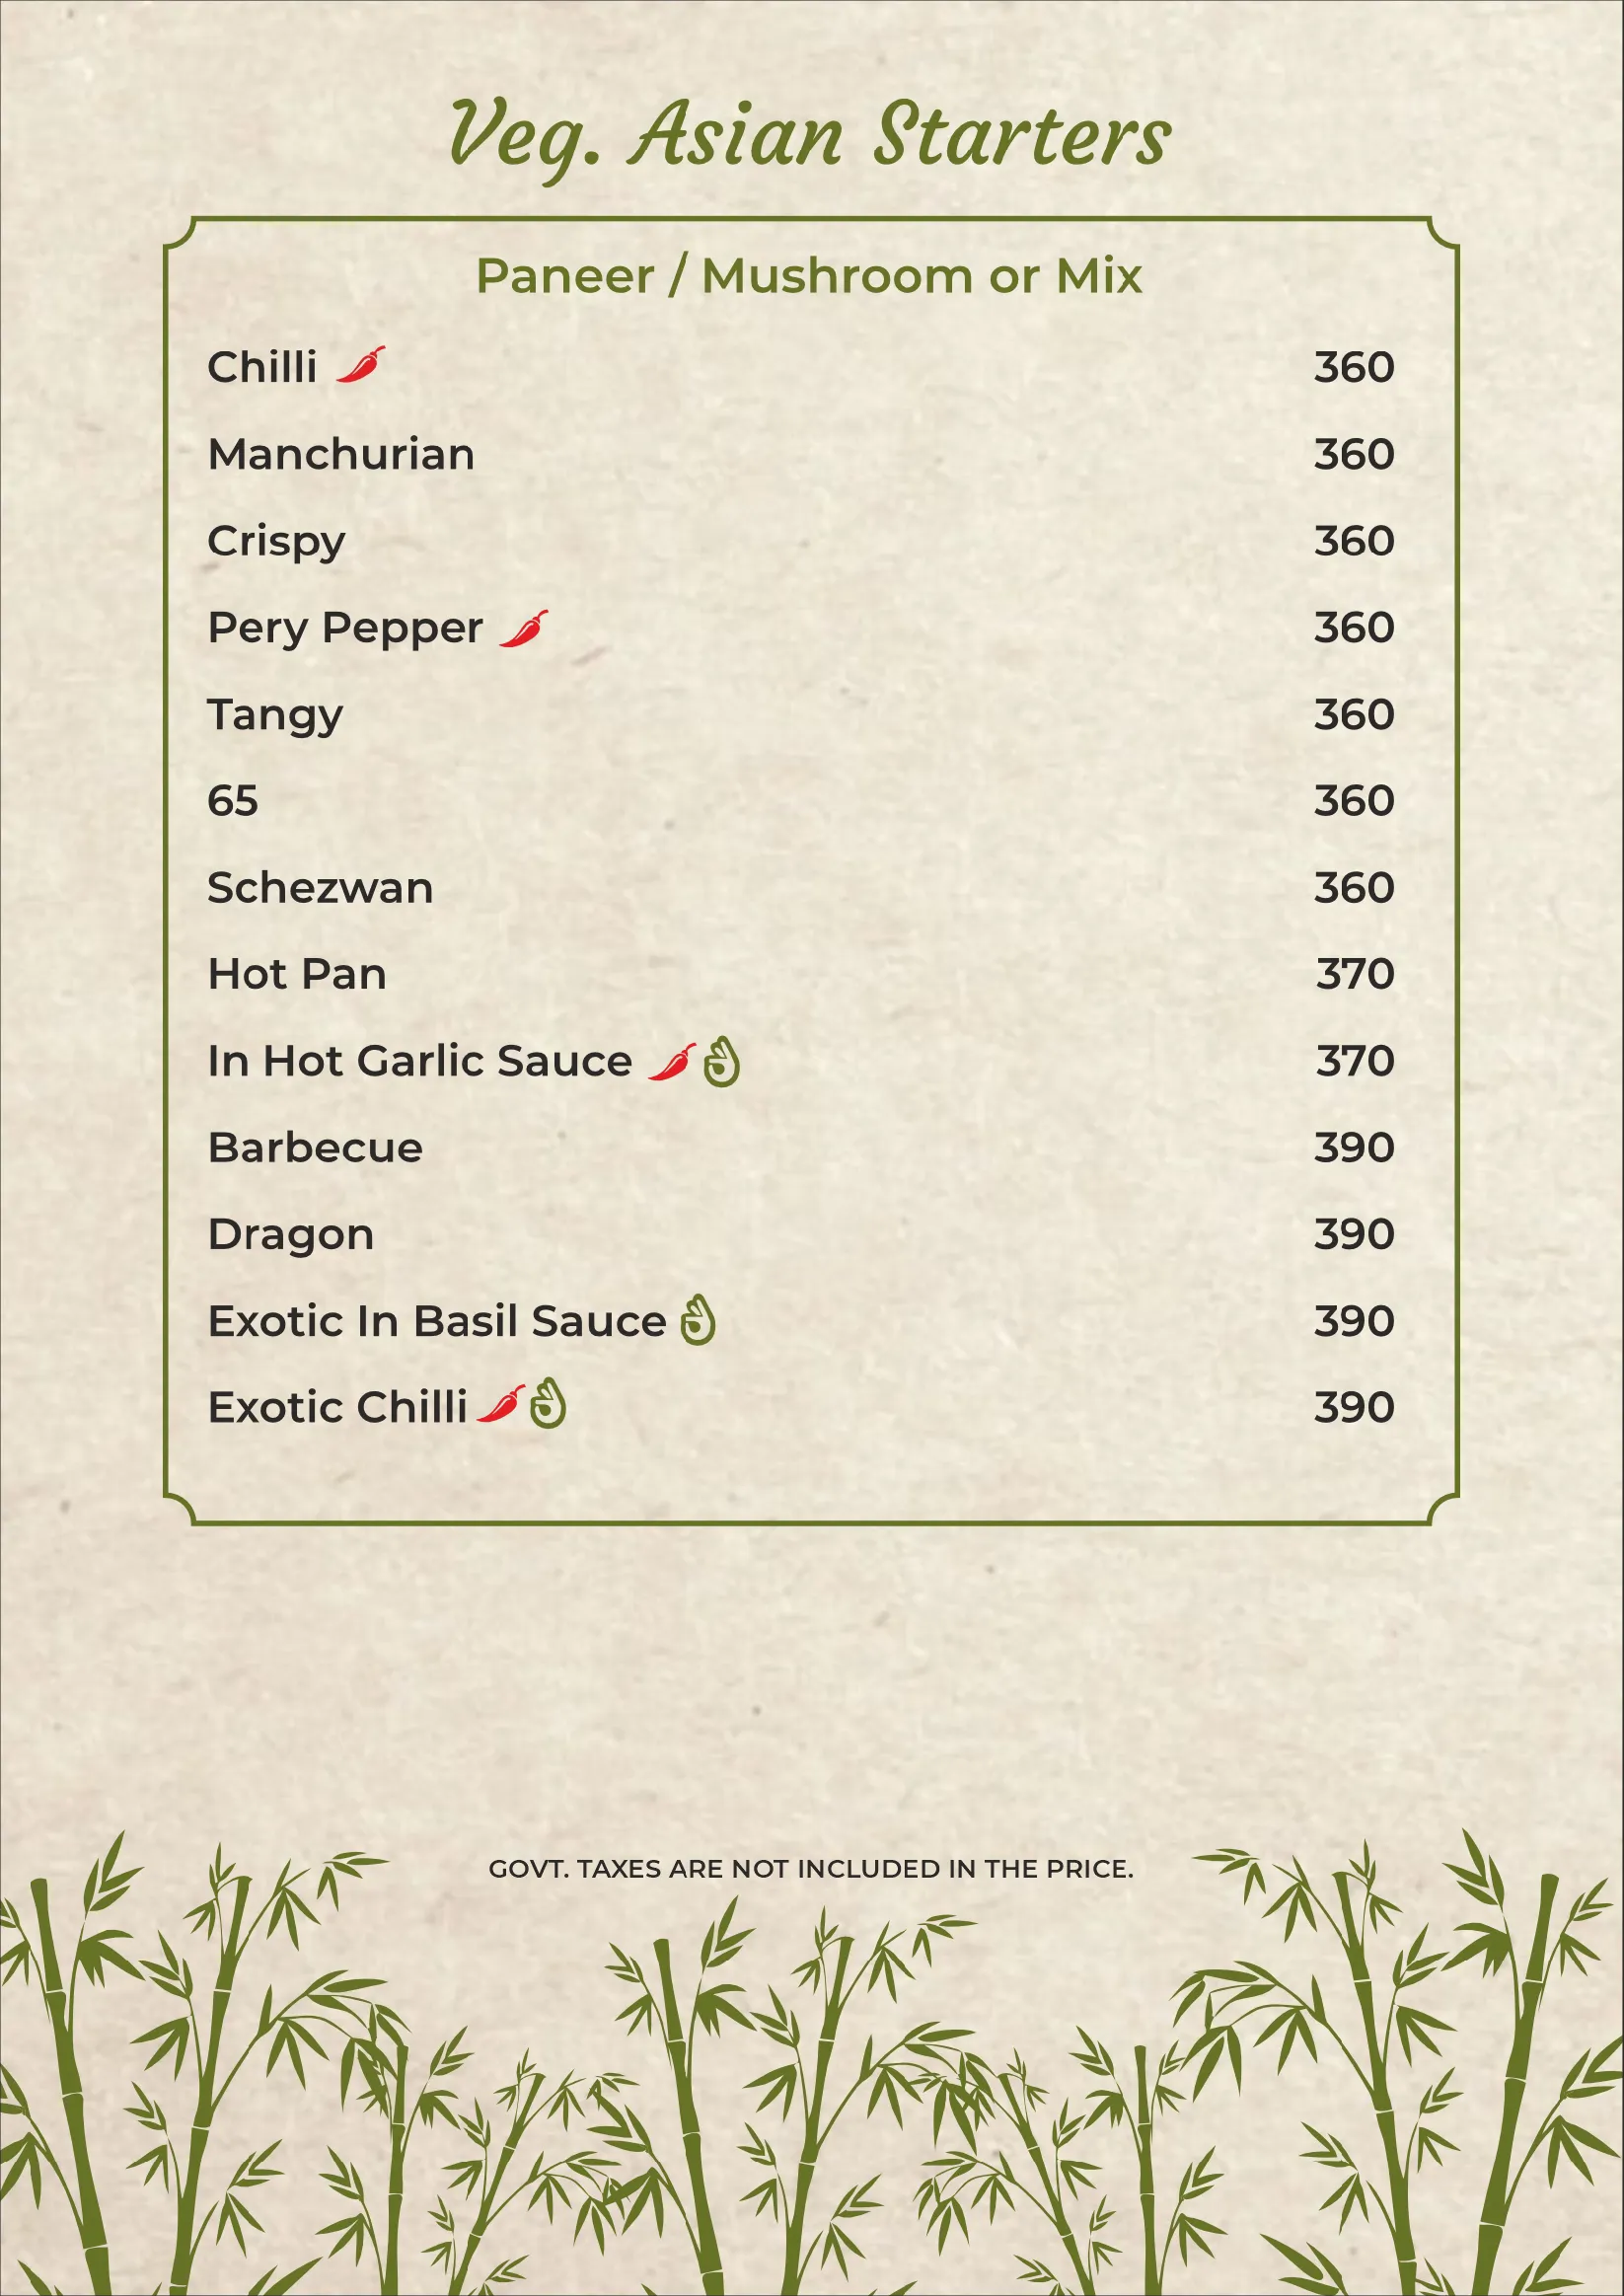 Veg. Asian Starters
Paneer / Mushroom or Mix
Chilli 360
Manchurian 360
Crispy 360
Pery Pepper 360
Tangy 360
65 360
Schezwan 360
Hot Pan 370
In Hot Garlic Sauce 370
Barbecue 390
Dragon 390
Exotic In Basil Sauce 390
Exotic Chilli 390
GOVT. TAXES ARE NOT INCLUDED IN THE PRICE.